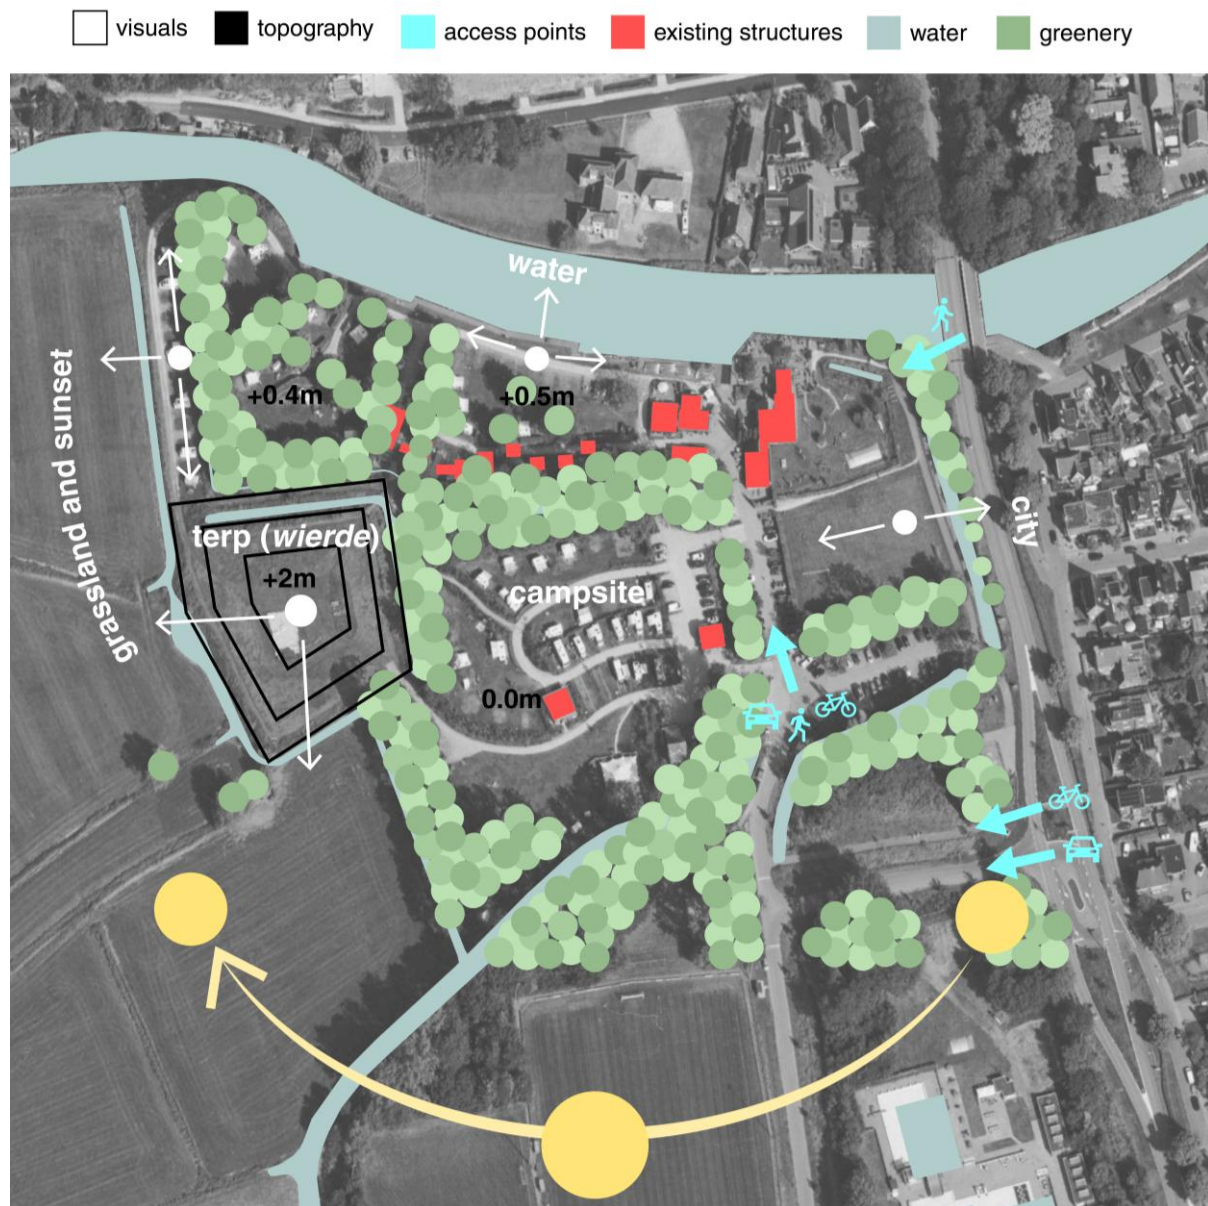 visuals
topography
access points
existing structures
water
greenery
water
grassland and sunset
+0.4m
+0.5m
terp (wierde)
+2m
campsite
city
0.0m